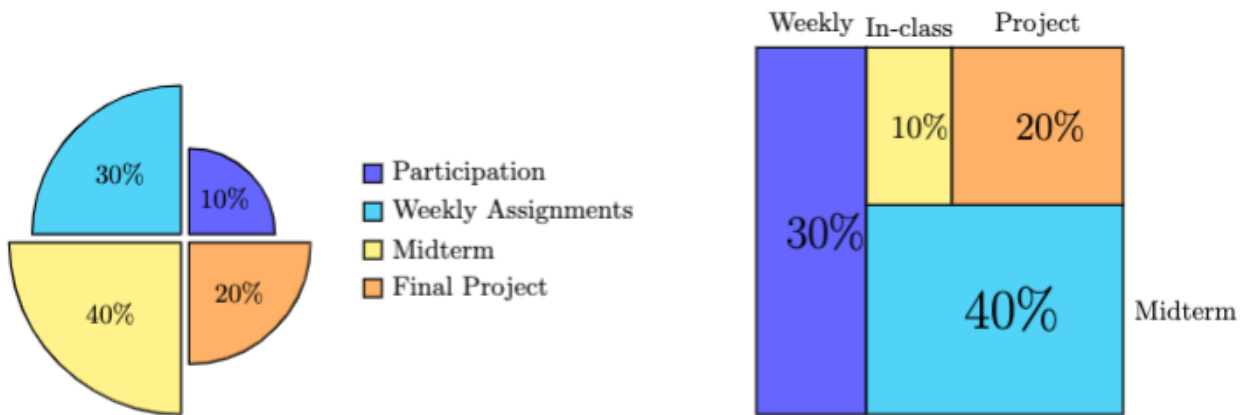 Weekly In-class Project
30%
10%
Participation
Weekly Assignments
Midterm
Final Project
40%
20%
10%
20%
30%
40%
Midterm